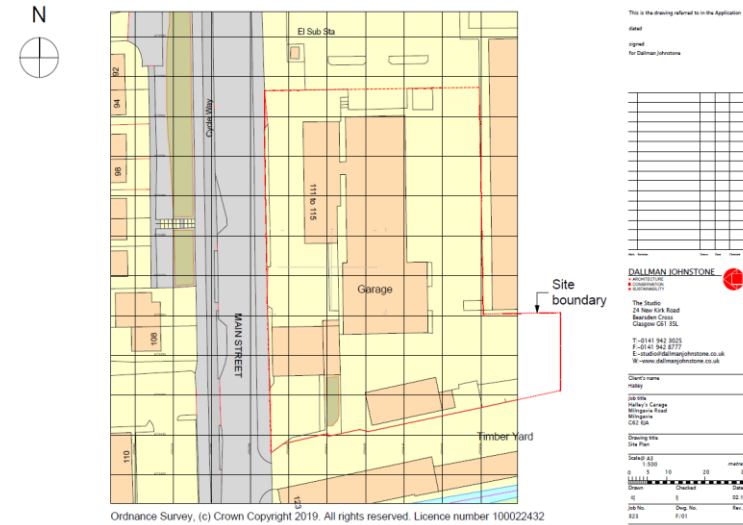 N
El Sub Sta
92
94
98
Cycle Way
111 to 115
Garage
Site
boundary
MAIN STREET
108
110
Timber Yard
123
Ordnance Survey, (c) Crown Copyright 2019. All rights reserved. Licence number 100022432
This is the drawing referred to in the Application
dated
signed
for Dallman Johnstone
DALLMAN JOHNSTONE
ARCHITECTURE
CONSERVATION
SUSTAINABILITY
The Studio
24 New Kirk Road
Bearsden Cross
Glasgow G61 3SL
T:-0141 942 3025
F:-0141 942 8777
E:-studio@dallmanjohnstone.co.uk
W:-www.dallmanjohnstone.co.uk
Client's name
Halley
Job title
Halley's Garage
Milngavie Road
Milngavie
Drawing title
Site Plan
Scale@ A3
1:500 metre
0 5 10 20
Drawn Checked Date
Job No. Dwg. No. Rev.